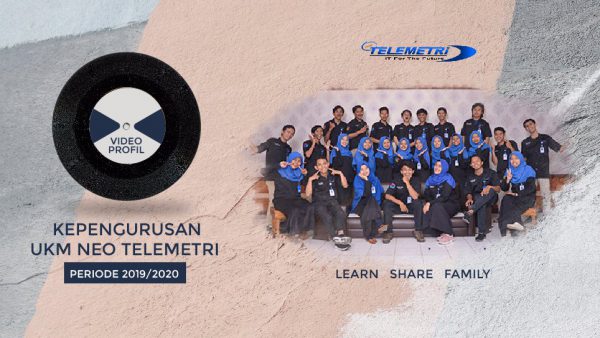 TELEMETRI
IT For The Future
VIDEO
PROFIL
KEPENGURUSAN
UKM NEO TELEMETRI
PERIODE 2019/2020
LEARN SHARE FAMILY